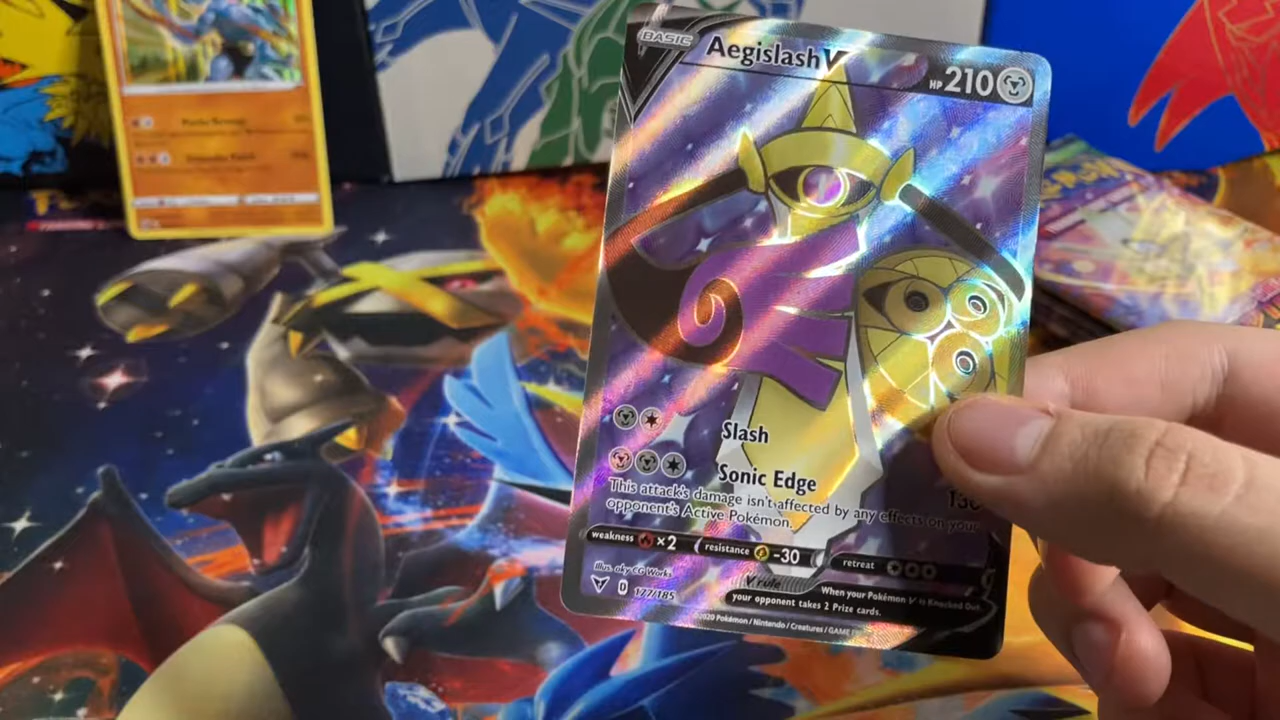 BASIC
Aegislash V
HP 210
Slash
Sonic Edge
This attack's damage isn't affected by any effects on your
opponent's Active Pokémon.
weakness ×2 resistance -30 retreat
Illus. aky CG Works
D 177/185
V rule
When your Pokémon V is Knocked Out,
your opponent takes 2 Prize cards.
©2020 Pokémon / Nintendo / Creatures / GAME